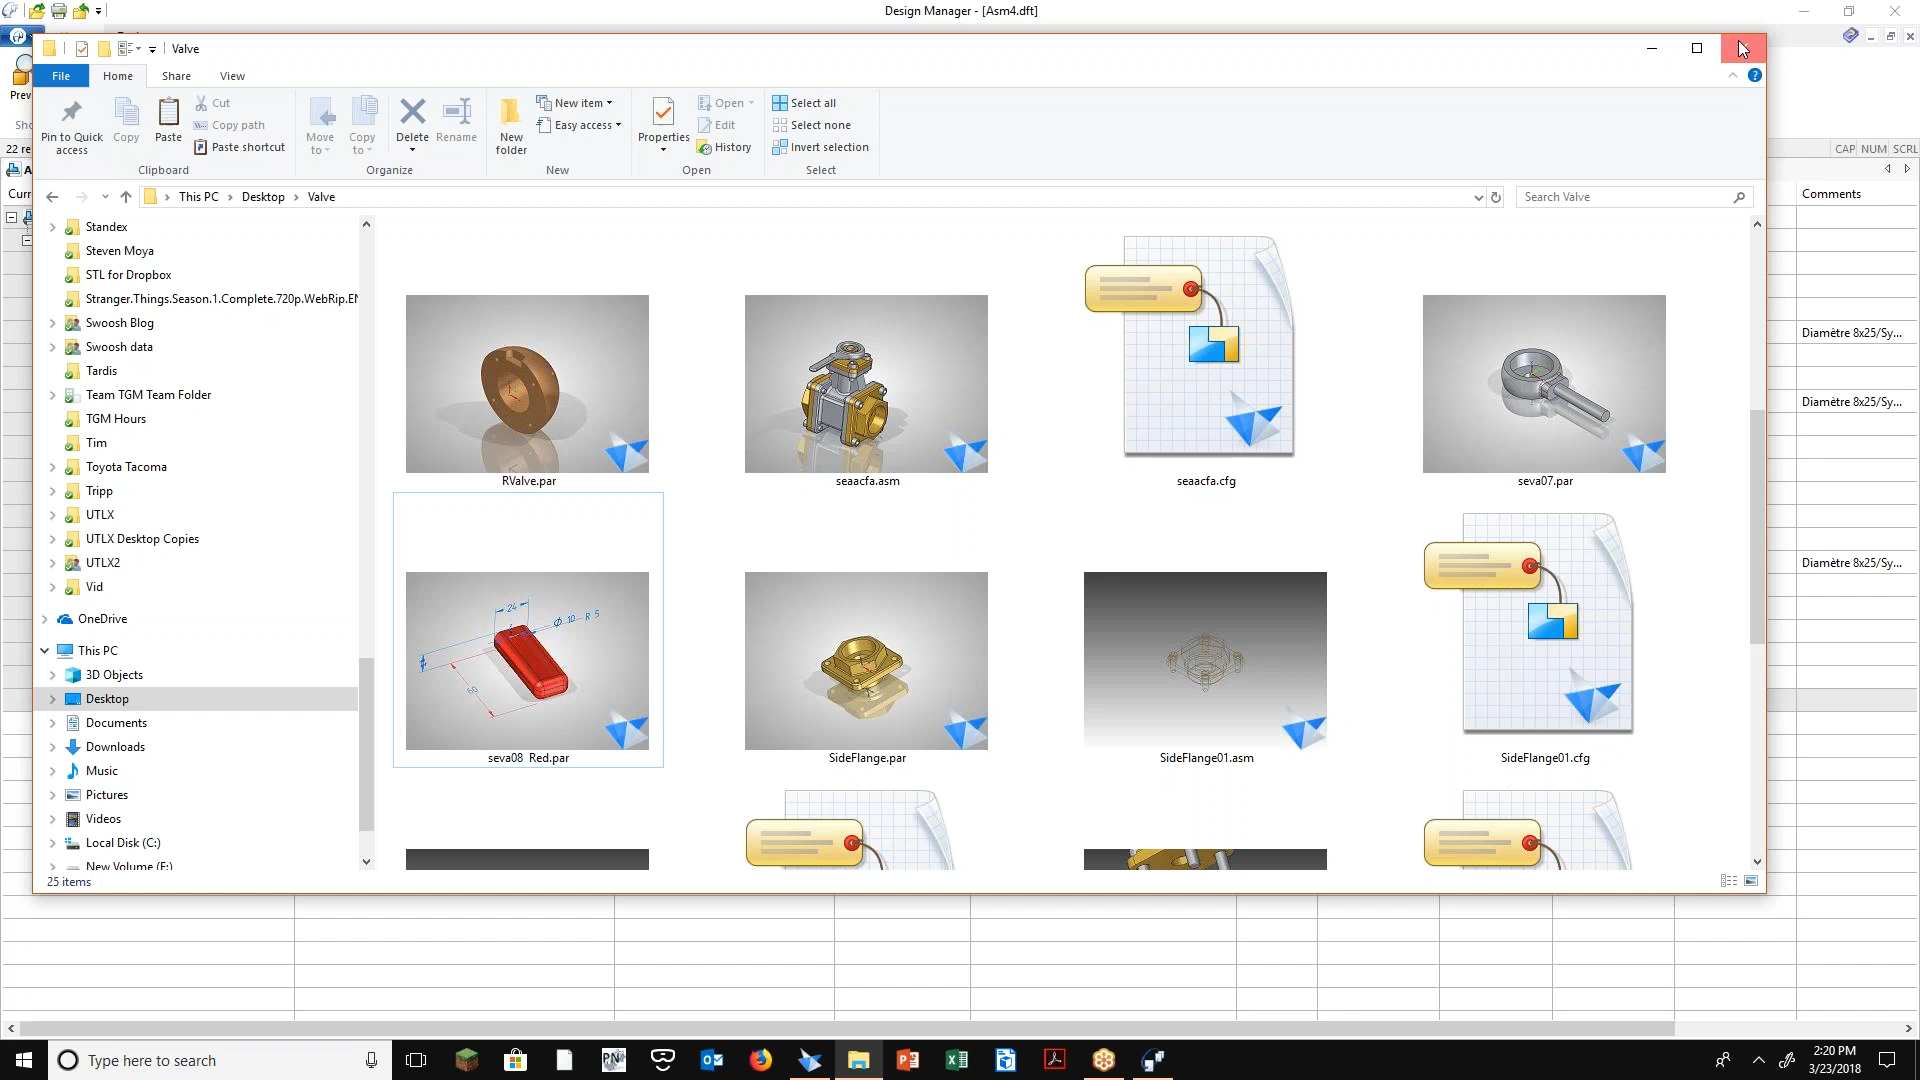 Design Manager - [Asm4.dft]
Valve
File
Home
Share
View
Pin to Quick access
Copy
Paste
Cut
Copy path
Paste shortcut
Move to
Copy to
Delete
Rename
New folder
New item
Easy access
Properties
Open
Edit
History
Select all
Select none
Invert selection
Clipboard
Organize
New
Open
Select
CAP NUM SCRL
This PC
Desktop
Valve
Search Valve
Comments
Standex
Steven Moya
STL for Dropbox
Stranger.Things.Season.1.Complete.720p.WebRip.EN
Swoosh Blog
Swoosh data
Tardis
Team TGM Team Folder
TGM Hours
Tim
Toyota Tacoma
Tripp
UTLX
UTLX Desktop Copies
UTLX2
Vid
OneDrive
This PC
3D Objects
Desktop
Documents
Downloads
Music
Pictures
Videos
Local Disk (C:)
New Volume (F:)
RValve.par
seaacfa.asm
seaacfa.cfg
seva07.par
24
10 R 5
60
seva08 Red.par
SideFlange.par
SideFlange01.asm
SideFlange01.cfg
Diamètre 8x25/Sy...
Diamètre 8x25/Sy...
Diamètre 8x25/Sy...
25 items
Type here to search
2:20 PM
3/23/2018